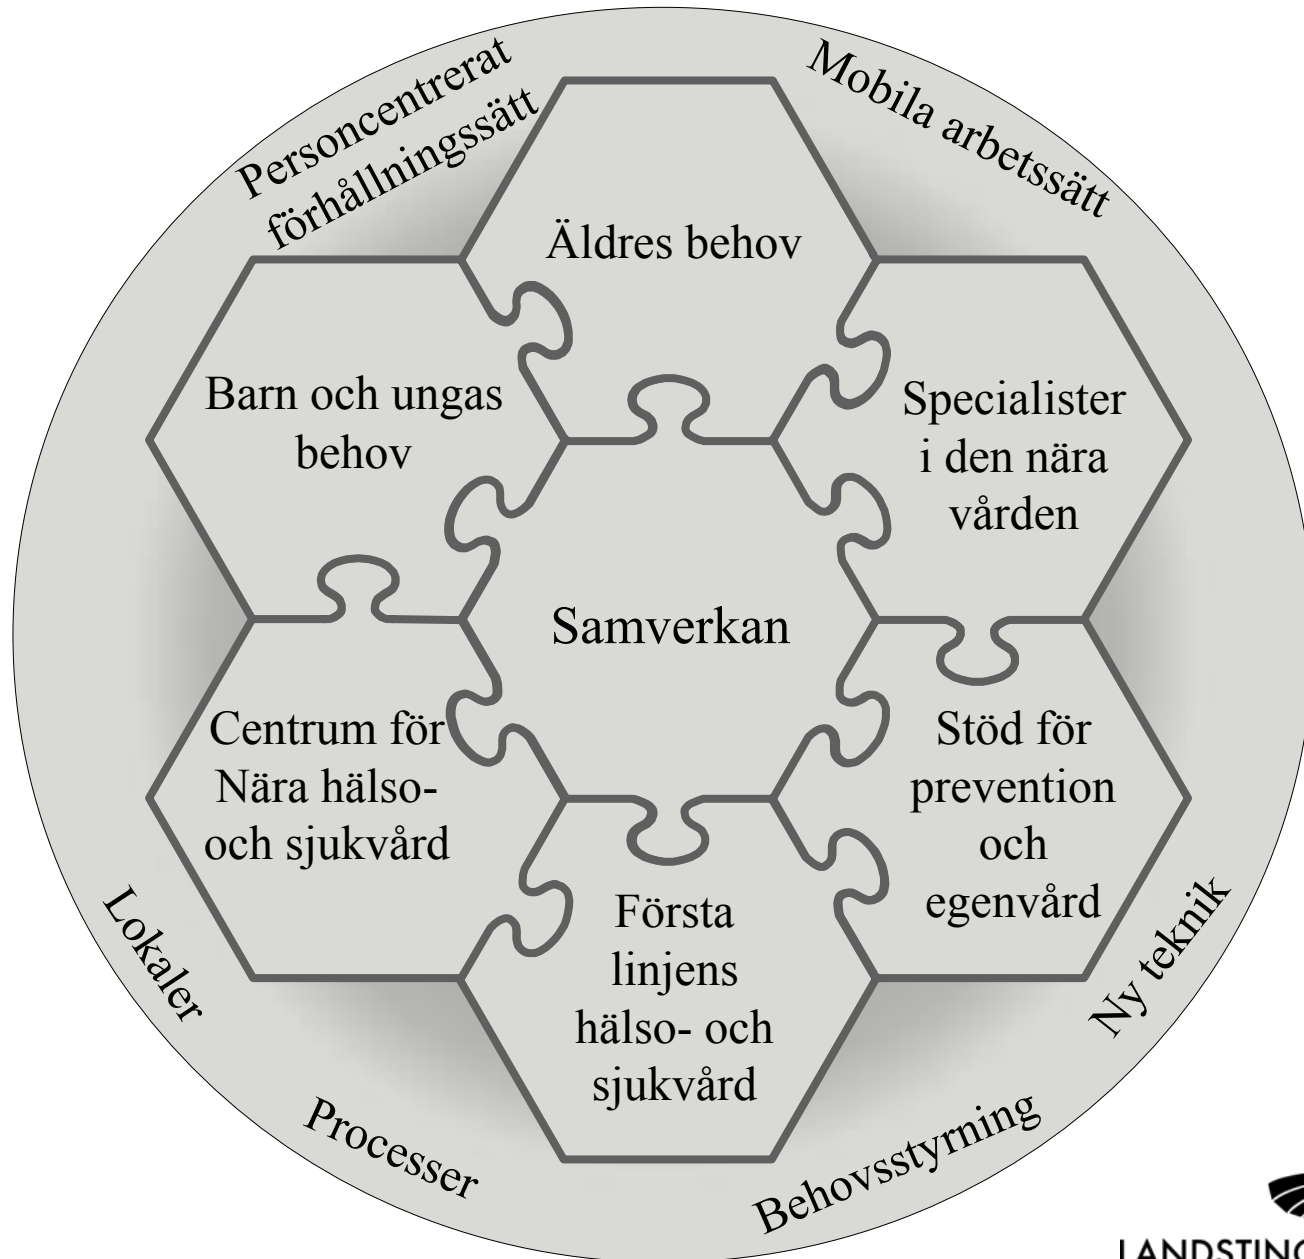 Personcentrerat
förhållningssätt
Mobila arbetssätt
Äldres behov
Barn och ungas
behov
Specialister
i den nära
vården
Samverkan
Centrum för
Nära hälso-
och sjukvård
Stöd för
prevention
och
egenvård
Första
linjens
hälso- och
sjukvård
Lokaler
Ny teknik
Processer
Behovsstyrning